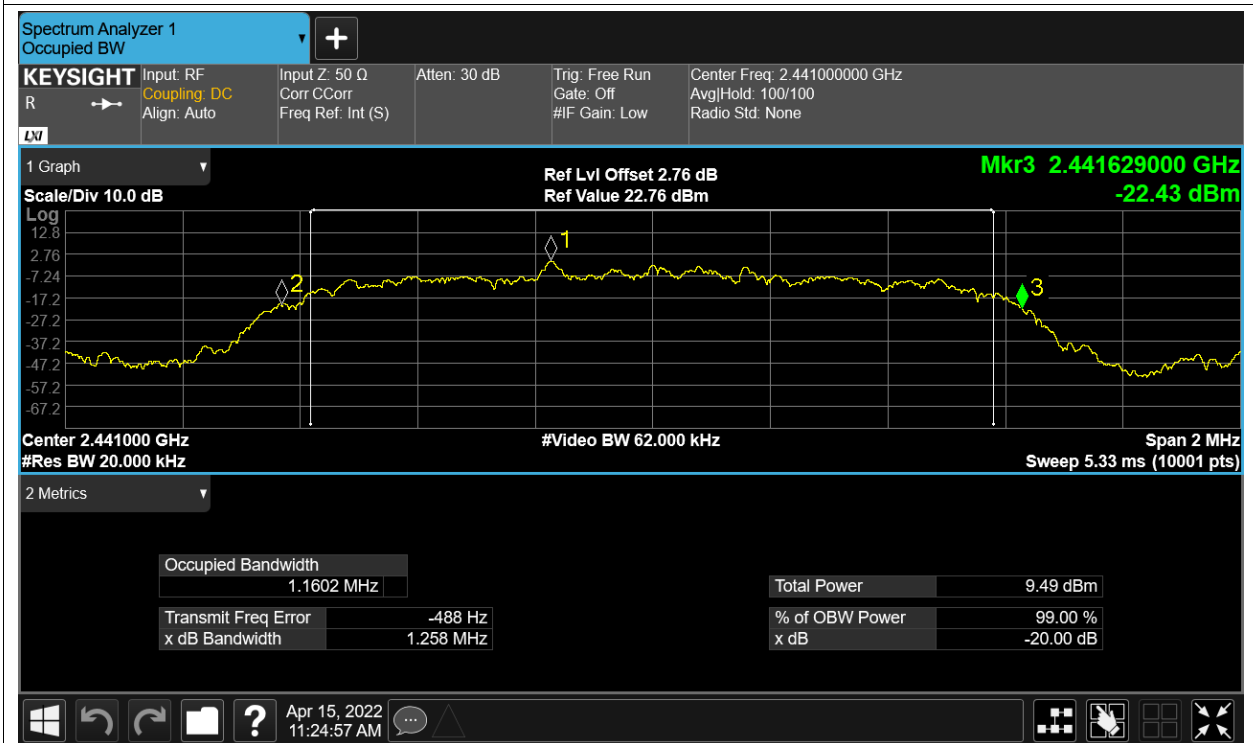 Spectrum Analyzer 1
Occupied BW
KEYSIGHT
R
LXI
Input: RF
Coupling: DC
Align: Auto
Input Z: 50 Ω
Corr CCorr
Freq Ref: Int (S)
Atten: 30 dB
Trig: Free Run
Gate: Off
#IF Gain: Low
Center Freq: 2.441000000 GHz
Avg|Hold: 100/100
Radio Std: None
1 Graph
Scale/Div 10.0 dB
Ref Lvl Offset 2.76 dB
Ref Value 22.76 dBm
Mkr3 2.441629000 GHz
-22.43 dBm
Log
12.8
2.76
-7.24
-17.2
-27.2
-37.2
-47.2
-57.2
-67.2
1
2
3
Center 2.441000 GHz
#Res BW 20.000 kHz
#Video BW 62.000 kHz
Span 2 MHz
Sweep 5.33 ms (10001 pts)
2 Metrics
Occupied Bandwidth
1.1602 MHz
Transmit Freq Error -488 Hz
x dB Bandwidth 1.258 MHz
Total Power 9.49 dBm
% of OBW Power 99.00 %
x dB -20.00 dB
?
Apr 15, 2022
11:24:57 AM